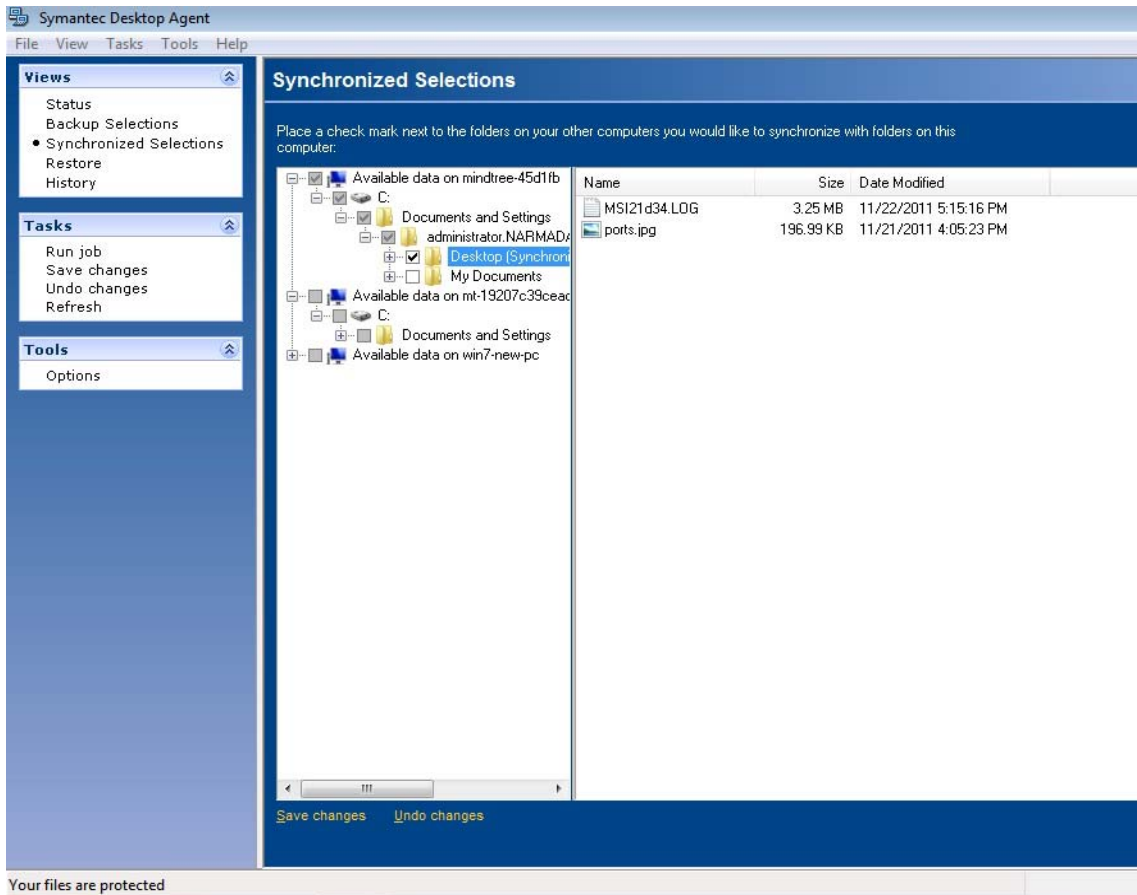 Symantec Desktop Agent
File View Tasks Tools Help
Views
Status
Backup Selections
Synchronized Selections
Restore
History
Tasks
Run job
Save changes
Undo changes
Refresh
Tools
Options
Synchronized Selections
Place a check mark next to the folders on your other computers you would like to synchronize with folders on this
computer:
Available data on mindtree-45d1fb
C:
Documents and Settings
administrator.NARMADA
Desktop (Synchroni
My Documents
Available data on mt-19207c39ceac
C:
Documents and Settings
Available data on win7-new-pc
Name Size Date Modified
MSI21d34.LOG 3.25 MB 11/22/2011 5:15:16 PM
ports.jpg 196.99 KB 11/21/2011 4:05:23 PM
Save changes Undo changes
Your files are protected